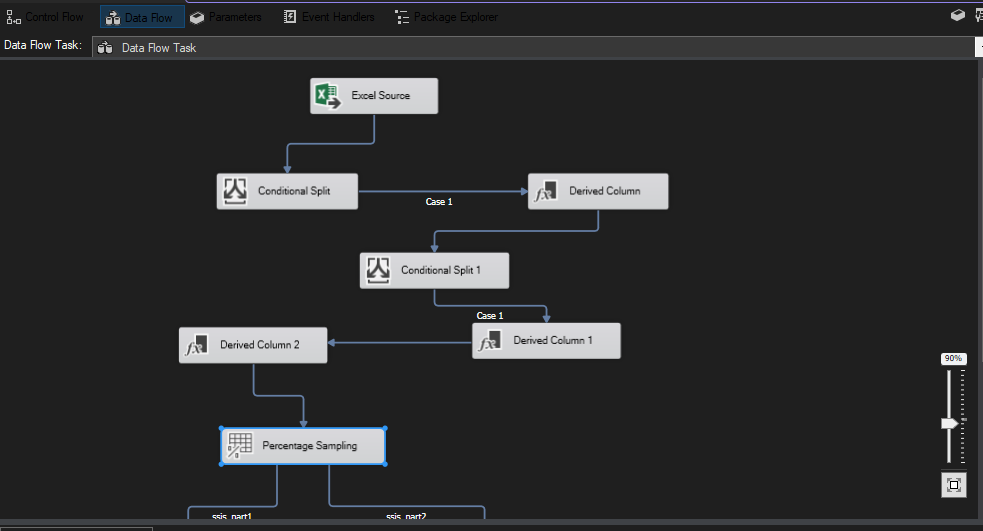 Control Flow Data Flow Parameters Event Handlers Package Explorer
Data Flow Task: Data Flow Task
Excel Source
Conditional Split Derived Column
Case 1
Conditional Split 1
Case 1
Derived Column 2 Derived Column 1
90%
Percentage Sampling
ssis_part1 ssis_part2